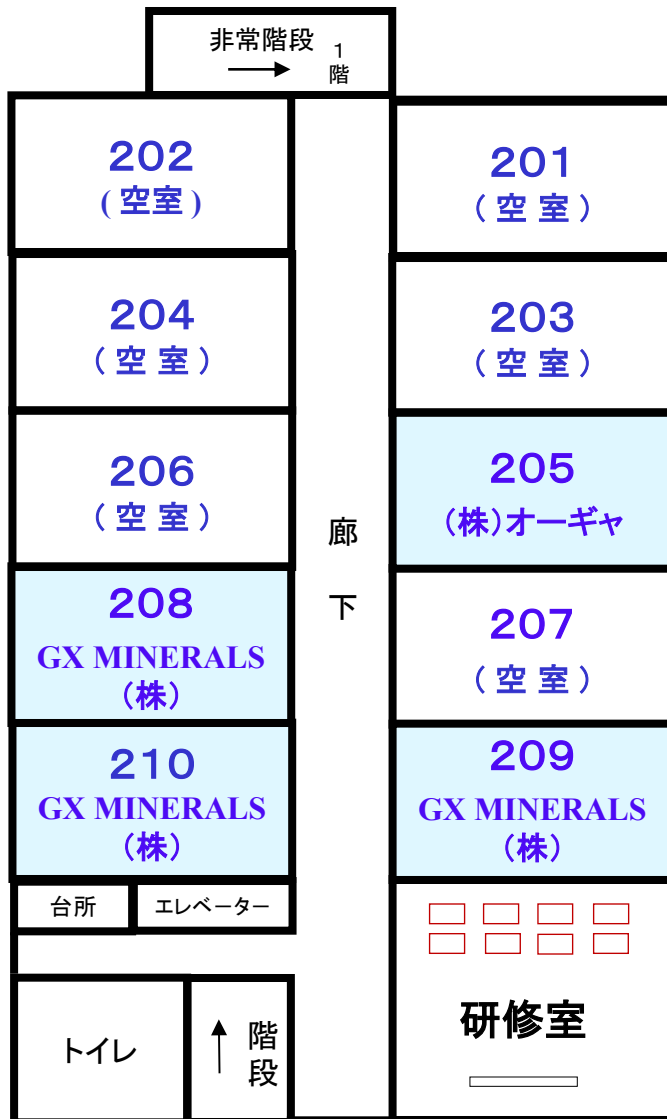 非常階段 1階
→
202
(空室)
201
(空室)
204
(空室)
203
(空室)
206
(空室)
205
(株)オーギャ
廊下
208
GX MINERALS
(株)
207
(空室)
210
GX MINERALS
(株)
209
GX MINERALS
(株)
台所
エレベーター
研修室
トイレ
↑ 階段